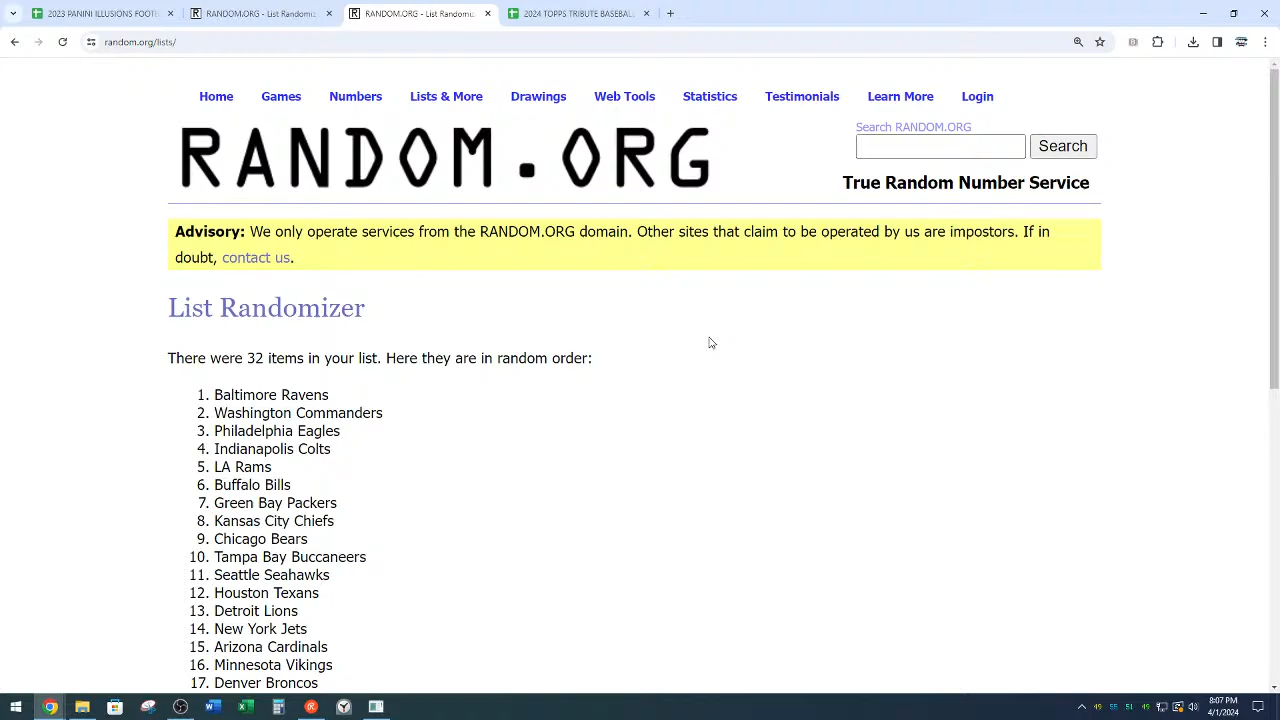 2023 PANINI ILLUSIONS FOOTB
RANDOM.ORG - Randomizer
RANDOM.ORG - Randomizer
2024 TOPPS TRIBUTE BASEBALL
random.org/lists/
Home Games Numbers Lists & More Drawings Web Tools Statistics Testimonials Learn More Login
RANDOM.ORG
Search RANDOM.ORG
Search
True Random Number Service
Advisory: We only operate services from the RANDOM.ORG domain. Other sites that claim to be operated by us are impostors. If in
doubt, contact us.
List Randomizer
There were 32 items in your list. Here they are in random order:
1. Baltimore Ravens
2. Washington Commanders
3. Philadelphia Eagles
4. Indianapolis Colts
5. LA Rams
6. Buffalo Bills
7. Green Bay Packers
8. Kansas City Chiefs
9. Chicago Bears
10. Tampa Bay Buccaneers
11. Seattle Seahawks
12. Houston Texans
13. Detroit Lions
14. New York Jets
15. Arizona Cardinals
16. Minnesota Vikings
17. Denver Broncos
49 55 51 49
8:07 PM
4/1/2024